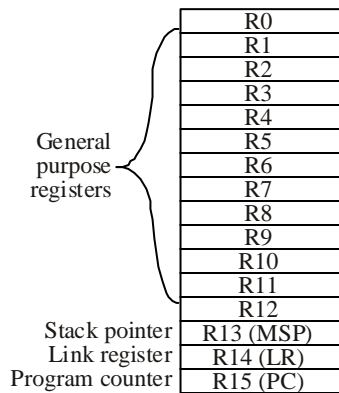 R0
R1
R2
R3
R4
R5
R6
R7
R8
R9
R10
R11
R12
General
purpose
registers
Stack pointer R13 (MSP)
Link register R14 (LR)
Program counter R15 (PC)